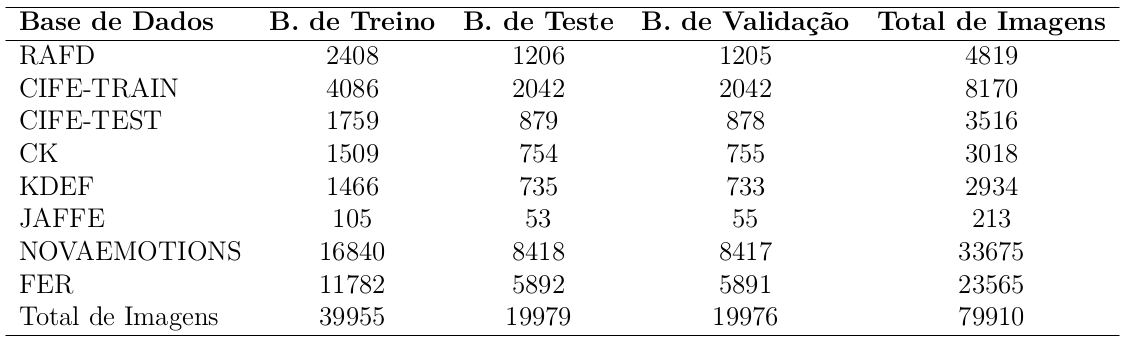 Base de Dados B. de Treino B. de Teste B. de Validação Total de Imagens
RAFD 2408 1206 1205 4819
CIFE-TRAIN 4086 2042 2042 8170
CIFE-TEST 1759 879 878 3516
CK 1509 754 755 3018
KDEF 1466 735 733 2934
JAFFE 105 53 55 213
NOVAEMOTIONS 16840 8418 8417 33675
FER 11782 5892 5891 23565
Total de Imagens 39955 19979 19976 79910